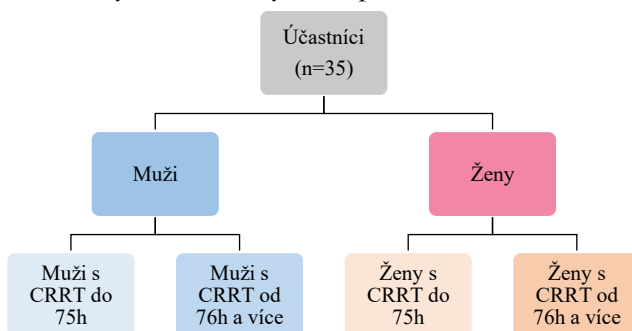 Účastníci
(n=35)
Muži
Ženy
Muži s
CRRT do
75h
Muži s
CRRT od
76h a více
Ženy s
CRRT do
75h
Ženy s
CRRT od
76h a více